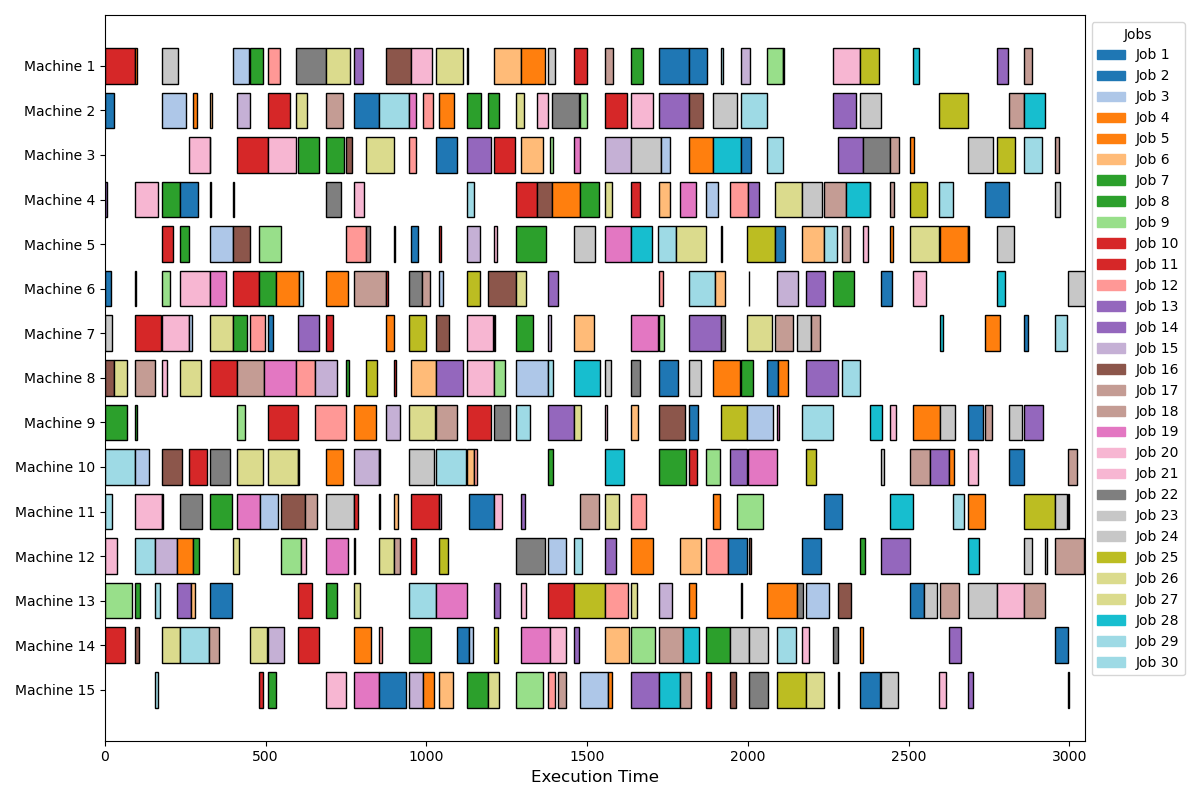 Machine 1
Machine 2
Machine 3
Machine 4
Machine 5
Machine 6
Machine 7
Machine 8
Machine 9
Machine 10
Machine 11
Machine 12
Machine 13
Machine 14
Machine 15
0 500 1000 1500 2000 2500 3000
Execution Time
Jobs
Job 1
Job 2
Job 3
Job 4
Job 5
Job 6
Job 7
Job 8
Job 9
Job 10
Job 11
Job 12
Job 13
Job 14
Job 15
Job 16
Job 17
Job 18
Job 19
Job 20
Job 21
Job 22
Job 23
Job 24
Job 25
Job 26
Job 27
Job 28
Job 29
Job 30